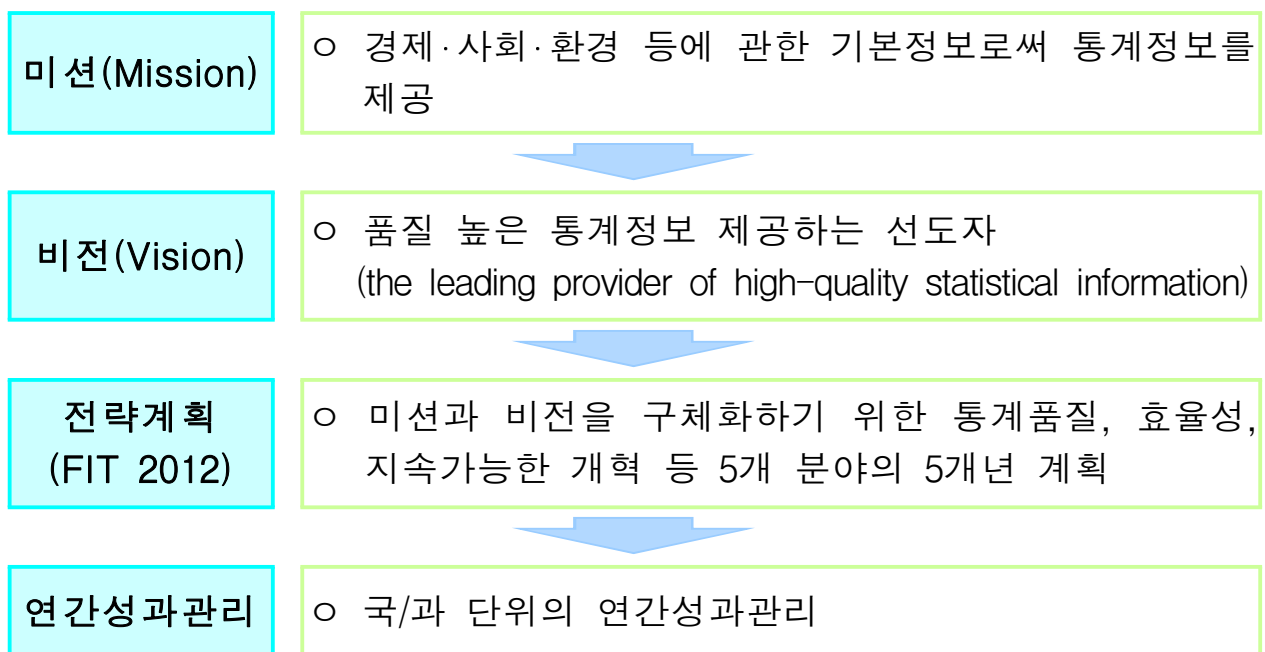 미션(Mission)
ㅇ 경제·사회·환경 등에 관한 기본정보로써 통계정보를
제공
비전(Vision)
ㅇ 품질 높은 통계정보 제공하는 선도자
(the leading provider of high-quality statistical information)
전략계획
(FIT 2012)
ㅇ 미션과 비전을 구체화하기 위한 통계품질, 효율성,
지속가능한 개혁 등 5개 분야의 5개년 계획
연간성과관리
ㅇ 국/과 단위의 연간성과관리